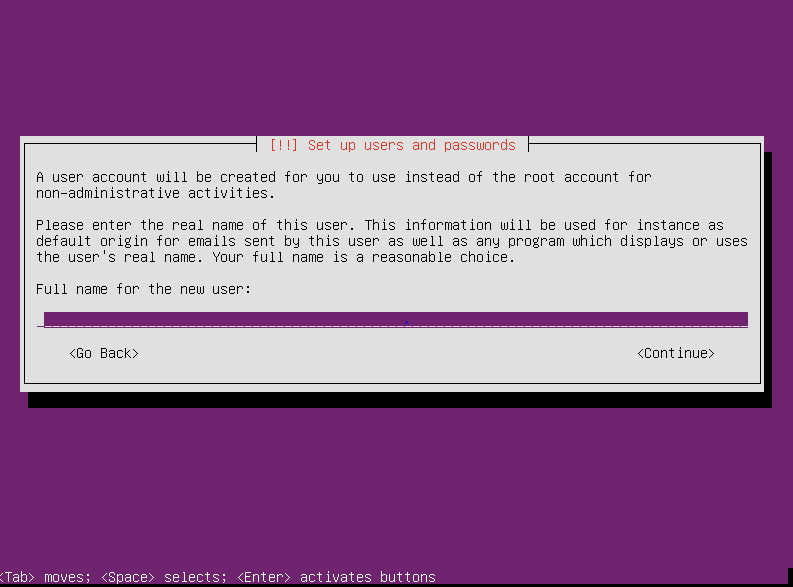 [!!] Set up users and passwords
A user account will be created for you to use instead of the root account for
non-administrative activities.
Please enter the real name of this user. This information will be used for instance as
default origin for emails sent by this user as well as any program which displays or uses
the user's real name. Your full name is a reasonable choice.
Full name for the new user:
<Go Back> <Continue>
<Tab> moves; <Space> selects; <Enter> activates buttons